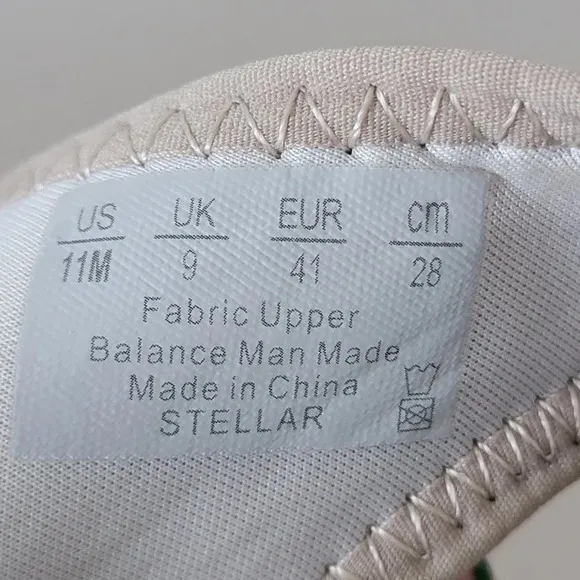 US UK EUR cm
11M 9 41 28
Fabric Upper
Balance Man Made
Made in China
STELLAR